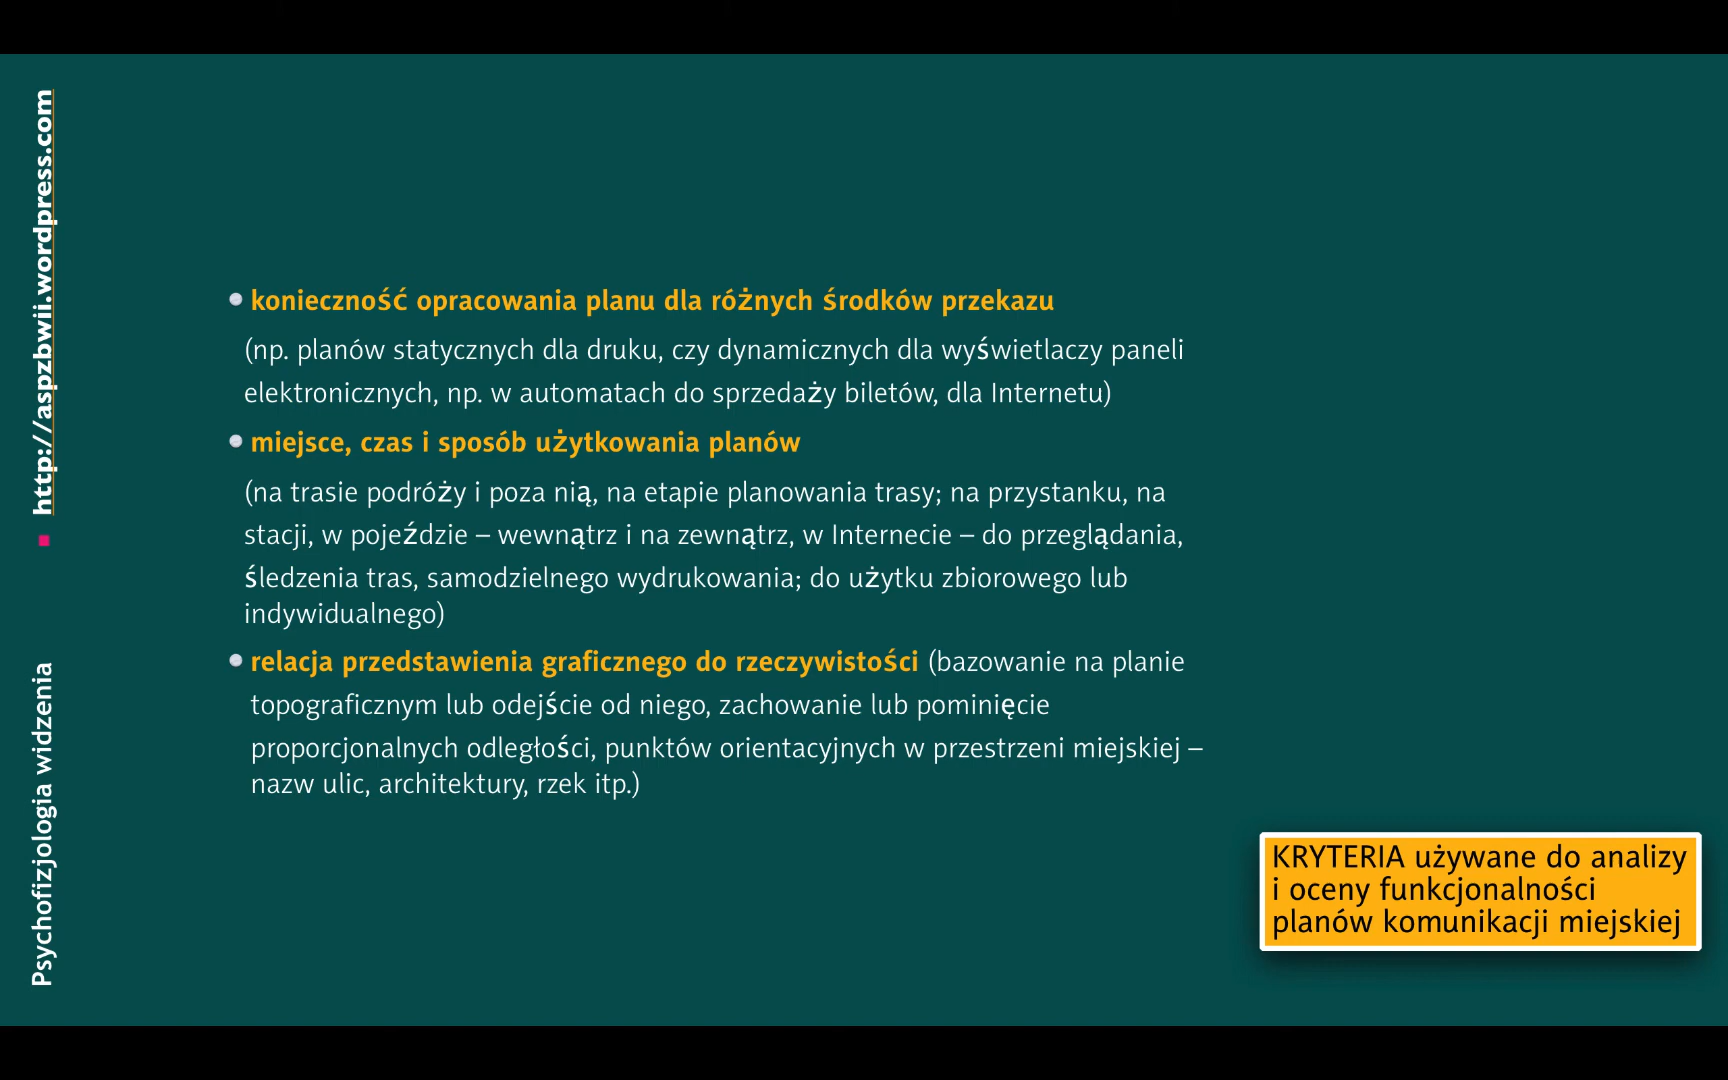 http://aspzbwii.wordpress.com
Psychofizjologia widzenia
konieczność opracowania planu dla różnych środków przekazu
(np. planów statycznych dla druku, czy dynamicznych dla wyświetlaczy paneli
elektronicznych, np. w automatach do sprzedaży biletów, dla Internetu)
miejsce, czas i sposób użytkowania planów
(na trasie podróży i poza nią, na etapie planowania trasy; na przystanku, na
stacji, w pojeździe – wewnątrz i na zewnątrz, w Internecie – do przeglądania,
śledzenia tras, samodzielnego wydrukowania; do użytku zbiorowego lub
indywidualnego)
relacja przedstawienia graficznego do rzeczywistości (bazowanie na planie
topograficznym lub odejście od niego, zachowanie lub pominięcie
proporcjonalnych odległości, punktów orientacyjnych w przestrzeni miejskiej –
nazw ulic, architektury, rzek itp.)
KRYTERIA używane do analizy
i oceny funkcjonalności
planów komunikacji miejskiej